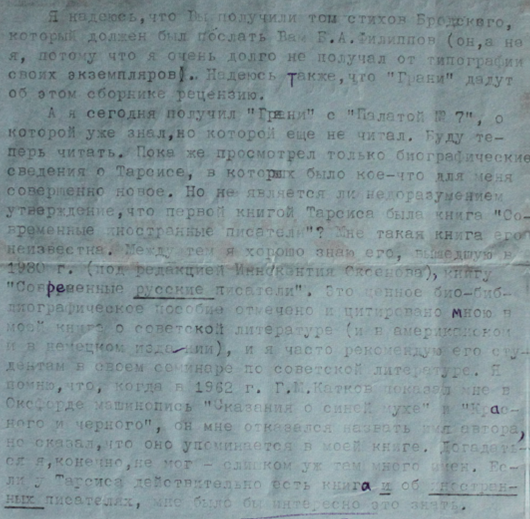 Я надеюсь,что Вы получили том стихов Бродского,
который должен был послать Вам Б.А.Филиппов (он,а не
я, потому что я очень долго не получал от типографии
своих экземпляров). Надеюсь также,что "Грани" дадут
об этом сборнике рецензию.
А я сегодня получил "Грани" с "Палатой № 7", о
которой уже знал,но которой еще не читал. Буду те-
перь читать. Пока же просмотрел только биографические
сведения о Тарсисе, в которых было кое-что для меня
совершенно новое. Но не является ли недоразумением
утверждение,что первой книгой Тарсиса была книга "Со-
временные иностранные писатели"? Мне такая книга его
неизвестна. Между тем я хорошо знаю его, вышедшую в
1930 г. (под редакцией Иннокентия Оксенова), книгу
"Современные русские писатели". Это ценное био-биб-
лиографическое пособие отмечено и цитировано мною в
моей книге о советской литературе (и в американском
и в немецком издании), и я часто рекомендую его сту-
дентам в своем семинаре по советской литературе. Я
помню,что, когда в 1962 г. Г.М.Катков показал мне в
Оксфорде машинопись "Сказания о синей мухе" и "Крас-
ного и черного", он мне отказался назвать имя автора,
но сказал,что оно упоминается в моей книге. Догадать-
ся я,конечно,не мог - слишком уж там много имен. Ес-
ли у Тарсиса действительно есть книга и об иностран-
ных писателях, мне было бы интересно это знать.